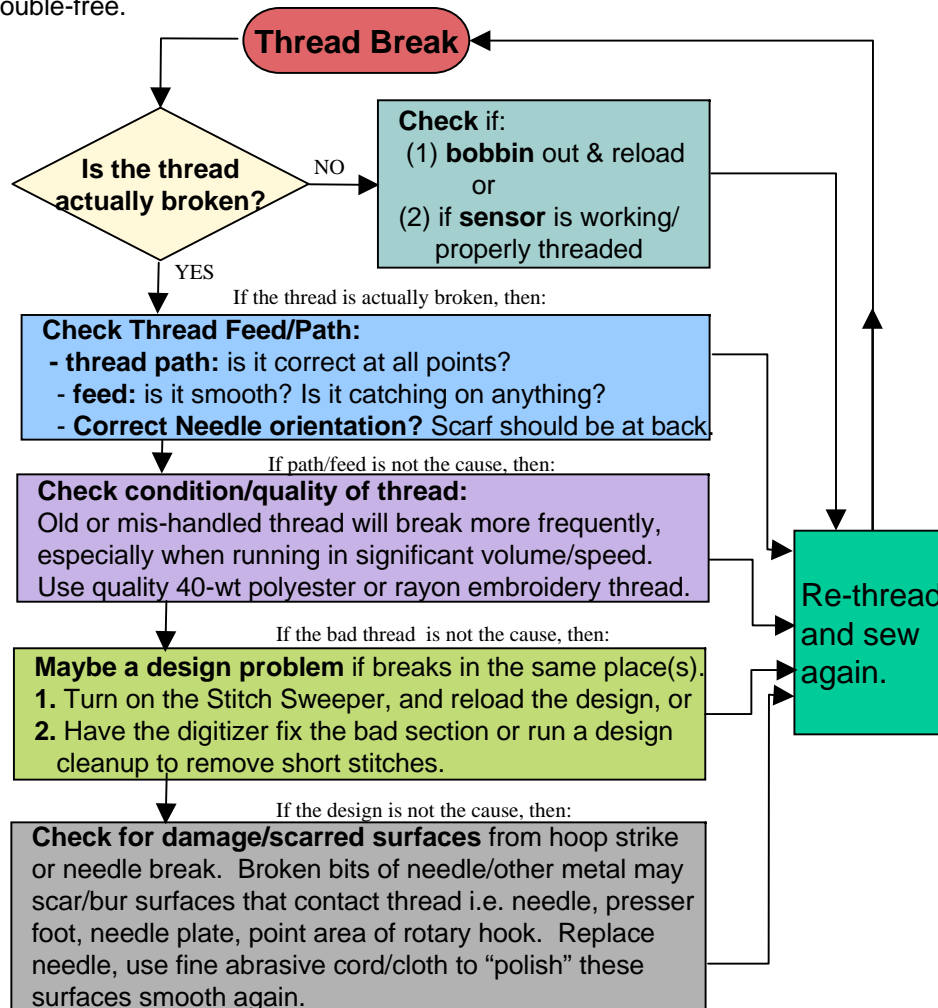 ouble-free.
Thread Break
Is the thread
actually broken?
NO
Check if:
(1) bobbin out & reload
or
(2) if sensor is working/
properly threaded
YES
If the thread is actually broken, then:
Check Thread Feed/Path:
- thread path: is it correct at all points?
- feed: is it smooth? Is it catching on anything?
- Correct Needle orientation? Scarf should be at back.
If path/feed is not the cause, then:
Check condition/quality of thread:
Old or mis-handled thread will break more frequently,
especially when running in significant volume/speed.
Use quality 40-wt polyester or rayon embroidery thread.
If the bad thread is not the cause, then:
Maybe a design problem if breaks in the same place(s).
1. Turn on the Stitch Sweeper, and reload the design, or
2. Have the digitizer fix the bad section or run a design
cleanup to remove short stitches.
If the design is not the cause, then:
Check for damage/scarred surfaces from hoop strike
or needle break. Broken bits of needle/other metal may
scar/bur surfaces that contact thread i.e. needle, presser
foot, needle plate, point area of rotary hook. Replace
needle, use fine abrasive cord/cloth to “polish” these
surfaces smooth again.
Re-thread
and sew
again.